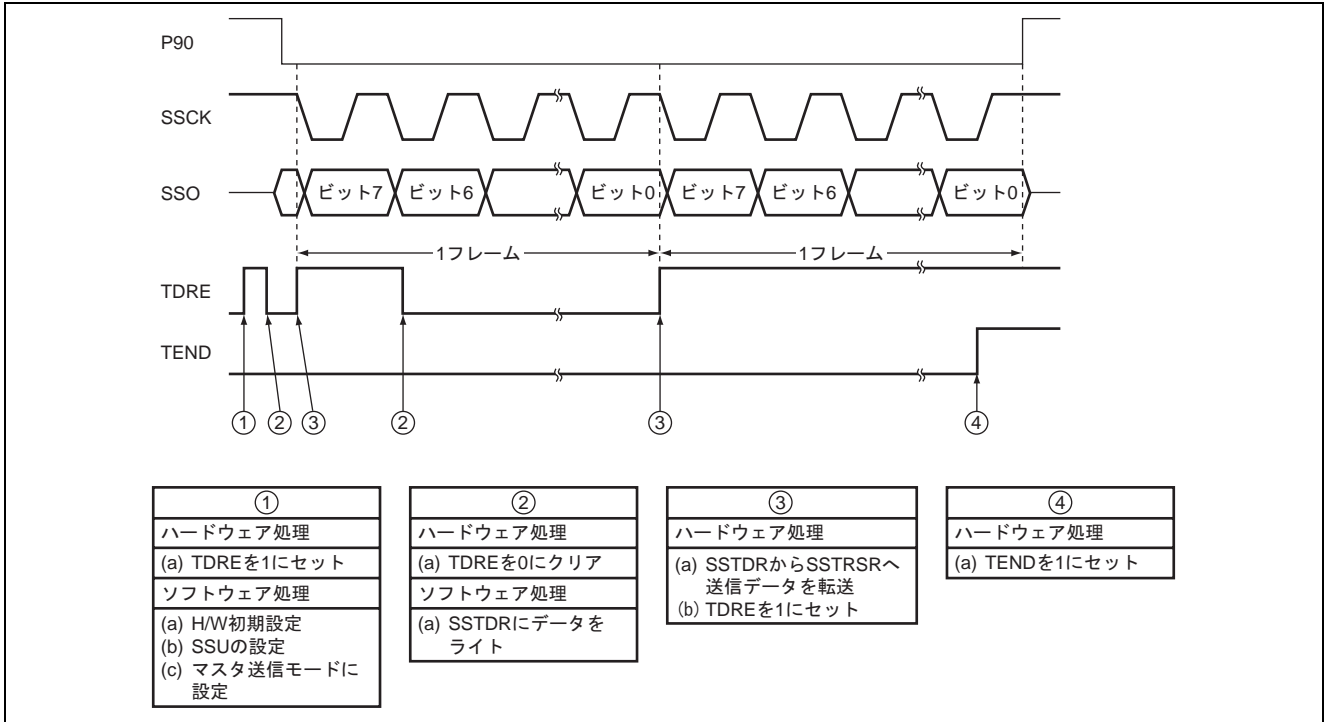 P90
SSCK
SSO
ビット7
ビット6
ビット0
ビット7
ビット6
ビット0
1フレーム
1フレーム
TDRE
TEND
①
②
③
②
③
④
①
ハードウェア処理
(a) TDREを1にセット
ソフトウェア処理
(a) H/W初期設定
(b) SSUの設定
(c) マスタ送信モードに
設定
②
ハードウェア処理
(a) TDREを0にクリア
ソフトウェア処理
(a) SSTDRにデータを
ライト
③
ハードウェア処理
(a) SSTDRからSSTRSRへ
送信データを転送
(b) TDREを1にセット
④
ハードウェア処理
(a) TENDを1にセット